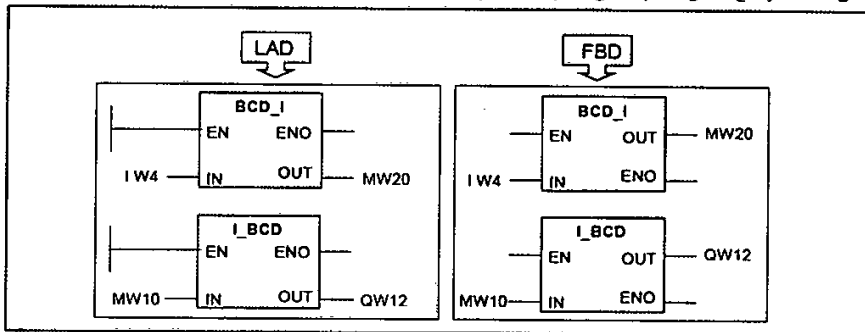 LAD
BCD_I
EN ENO
I W4 IN OUT MW20
I_BCD
EN ENO
MW10 IN OUT QW12
FBD
BCD_I
EN OUT MW20
I W4 IN ENO
I_BCD
EN OUT QW12
MW10 IN ENO